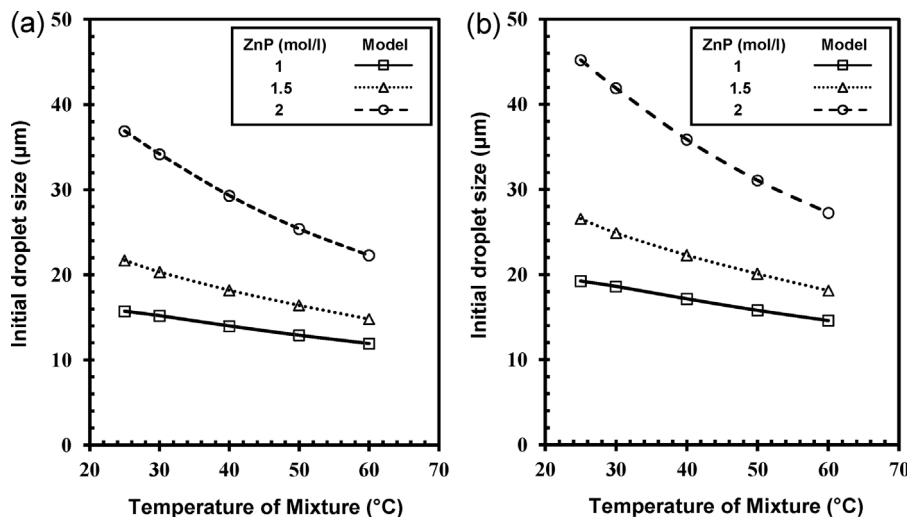 (a)
50
40
30
20
10
0
20 30 40 50 60 70
Initial droplet size (µm)
Temperature of Mixture (°C)
ZnP (mol/l) Model
1
1.5
2
(b)
50
40
30
20
10
0
20 30 40 50 60 70
Initial droplet size (µm)
Temperature of Mixture (°C)
ZnP (mol/l) Model
1
1.5
2